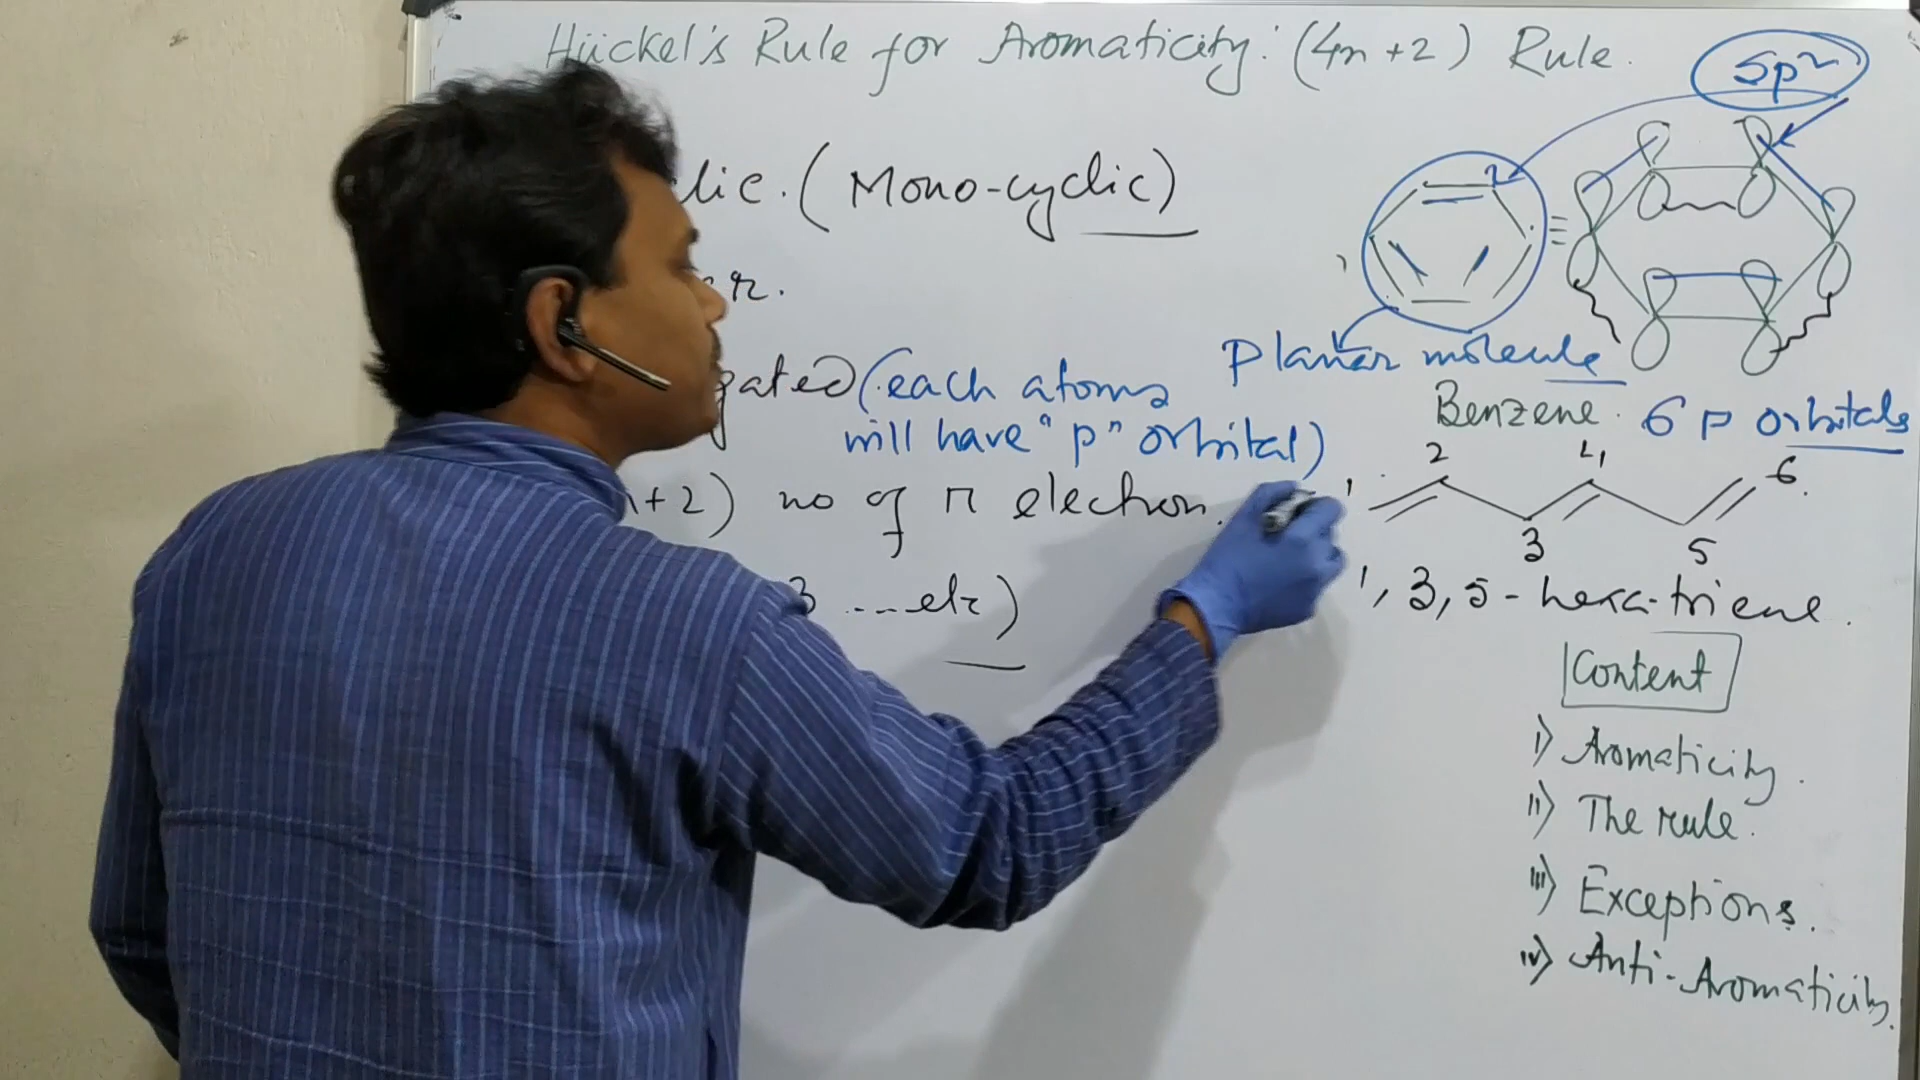 Hückel's Rule for Aromaticity: (4n+2) Rule.
Sp²
lic. (Mono-cyclic)
r.
Planar molecule
gated (each atoms
will have "p" orbital)
Benzene. 6 p orbitals
+2) no of π electron.
1 2 3 4 5 6.
3 ...etc)
1,3,5-hexa-triene.
Content
i) Aromaticity.
ii) The rule.
iii) Exceptions.
iv) Anti-Aromaticity.